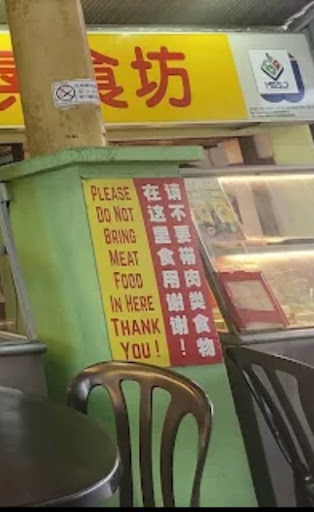 食坊
PLEASE
DO NOT
BRING
MEAT
FOOD
IN HERE
THANK
YOU!
请不要带肉类食物
在这里食用谢谢!